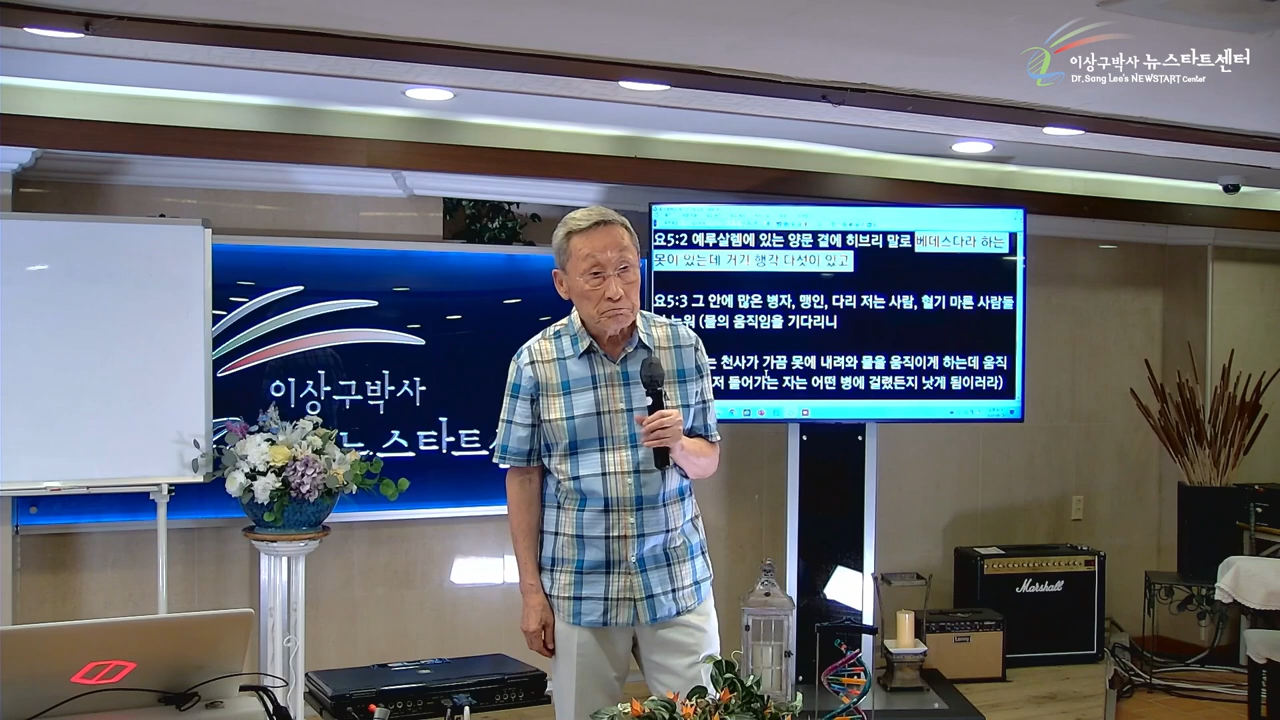 이상구박사 뉴스타트센터
Dr. Sang Lee's NEWSTART Center
요5:2 예루살렘에 있는 양문 곁에 히브리 말로 베데스다라 하는
못이 있는데 거기 행각 다섯이 있고
요5:3 그 안에 많은 병자, 맹인, 다리 저는 사람, 혈기 마른 사람들
누워 (물의 움직임을 기다리니
는 천사가 가끔 못에 내려와 물을 움직이게 하는데 움직
저 들어가는 자는 어떤 병에 걸렸든지 낫게 됨이러라)
이상구박사
뉴스타트
Marshall